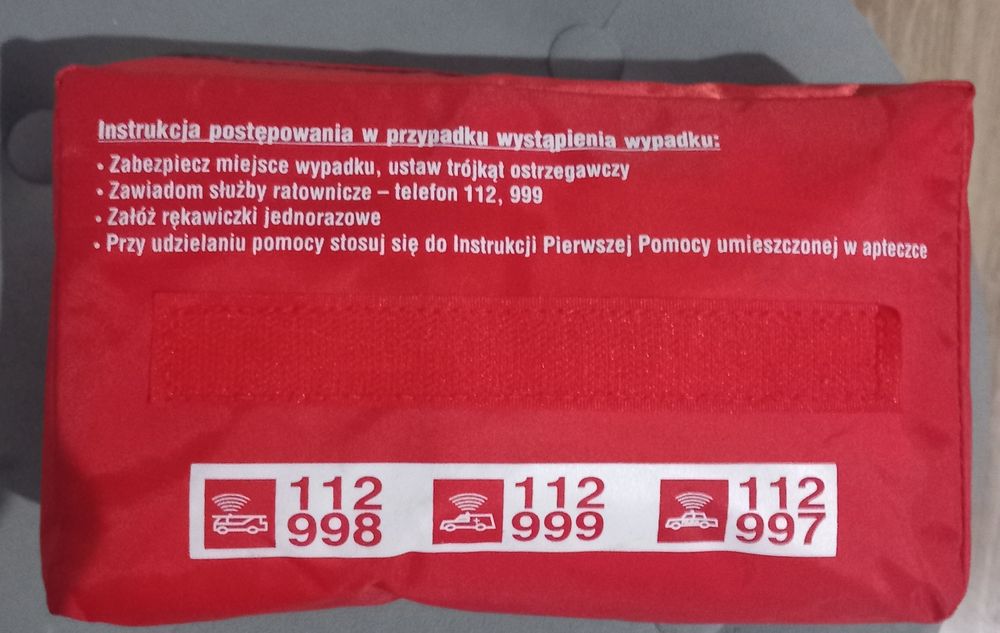 Instrukcja postępowania w przypadku wystąpienia wypadku:
• Zabezpiecz miejsce wypadku, ustaw trójkąt ostrzegawczy
• Zawiadom służby ratownicze – telefon 112, 999
• Załóż rękawiczki jednorazowe
• Przy udzielaniu pomocy stosuj się do Instrukcji Pierwszej Pomocy umieszczonej w apteczce
112 112 112
998 999 997